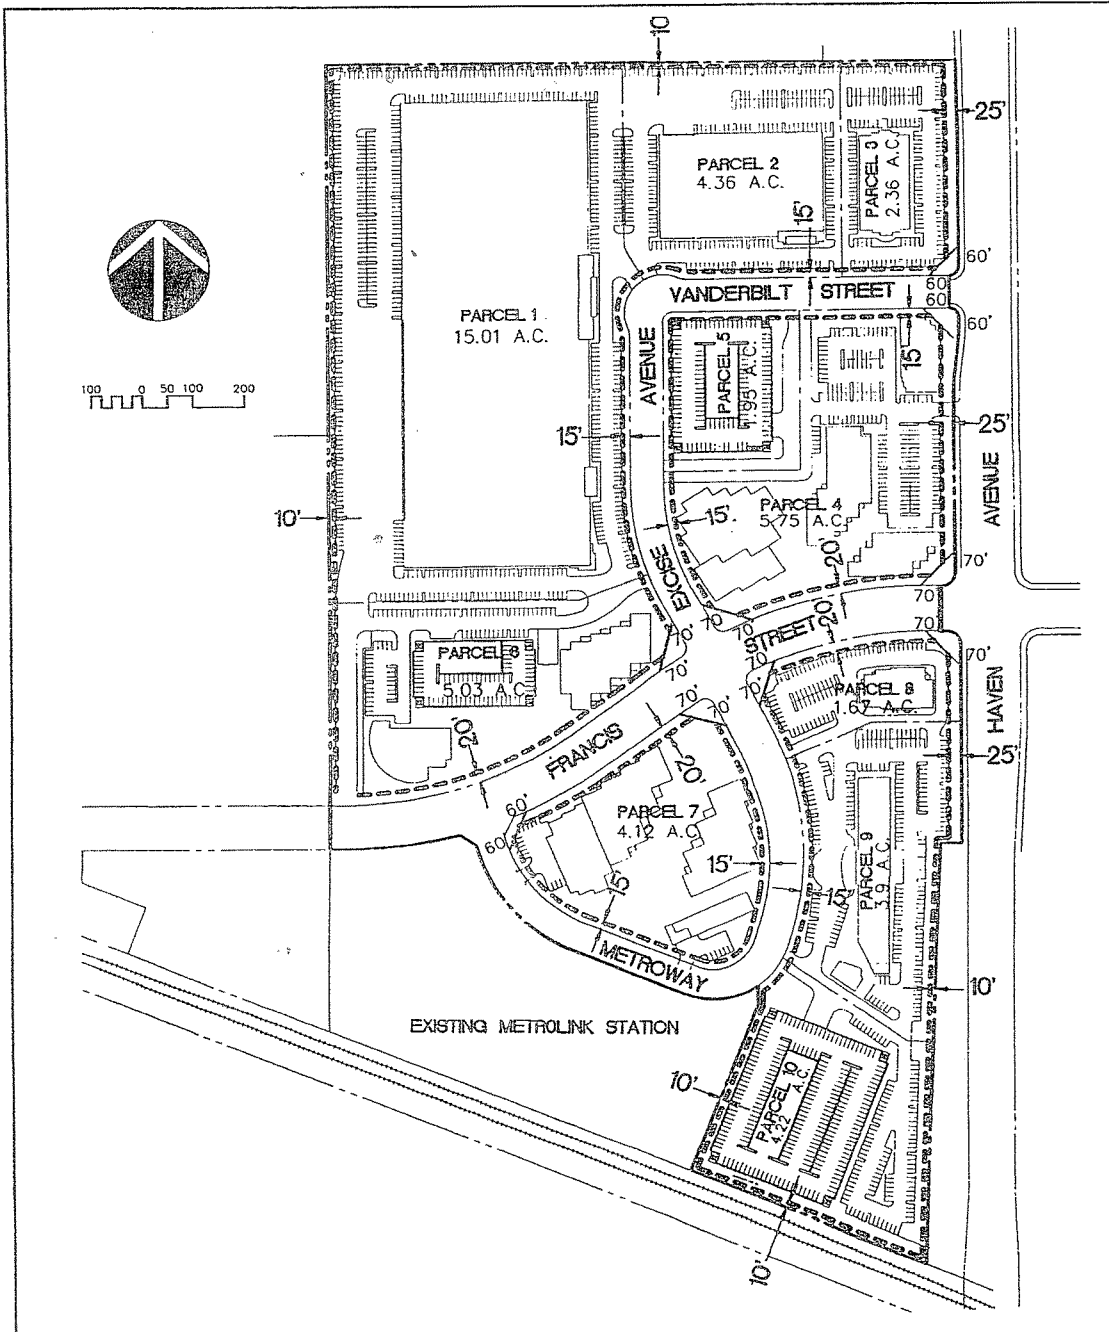 10
25'
PARCEL 2
4.36 A.C.
PARCEL 3
2.36 A.C.
15'
60'
60
VANDERBILT STREET
60
60'
PARCEL 1
15.01 A.C.
100 0 50 100 200
AVENUE
PARCEL 5
1.95 A.C.
15
15'
25'
AVENUE
10'
PARCEL 4
5.75 A.C.
15'
20'
EXCISE
70'
70'
70'
70
STREET
20'
70'
70'
70'
70
70'
70'
70'
70'
PARCEL 6
5.03 A.C.
PARCEL 8
1.67 A.C.
HAVEN
20'
FRANCIS
20'
25'
60'
60'
PARCEL 7
4.12 A.C.
PARCEL 9
3.9 A.C.
15'
15'
15'
METROWAY
10'
EXISTING METROLINK STATION
10'
PARCEL 10
4.22 A.C.
10'